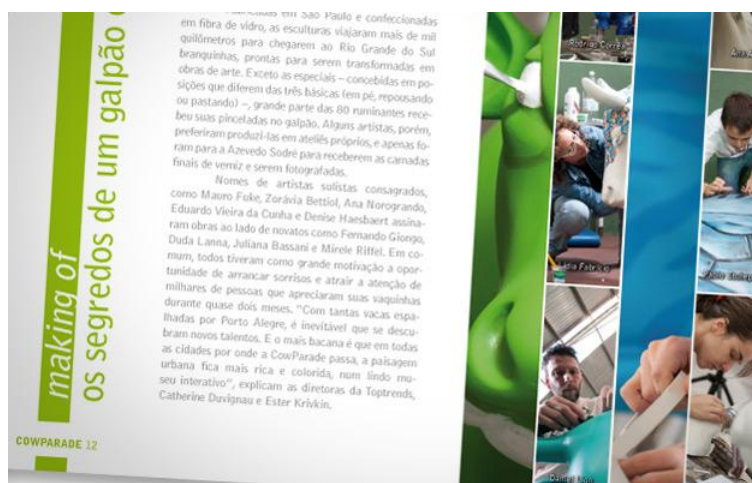 making of
os segredos de um galpão
em São Paulo e confeccionadas
em fibra de vidro, as esculturas viajaram mais de mil
quilômetros para chegarem ao Rio Grande do Sul
branquinhas, prontas para serem transformadas em
obras de arte. Exceto as especiais – concebidas em po-
sições que diferem das três básicas (em pé, repousando
ou pastando) –, grande parte das 80 ruminantes rece-
beu suas pinceladas no galpão. Alguns artistas, porém,
preferiram produzi-las em ateliês próprios, e apenas fo-
ram para a Azevedo Sodré para receberem as camadas
finais de verniz e serem fotografadas.
Nomes de artistas sulistas consagrados,
como Mauro Fuke, Zorávia Bettiol, Ana Norogrando,
Eduardo Vieira da Cunha e Denise Haesbaert assina-
ram obras ao lado de novatos como Fernando Giongo,
Duda Lanna, Juliana Bassani e Mirele Riffel. Em co-
mum, todos tiveram como grande motivação a opor-
tunidade de arrancar sorrisos e atrair a atenção de
milhares de pessoas que apreciaram suas vaquinhas
durante quase dois meses. "Com tantas vacas espa-
lhadas por Porto Alegre, é inevitável que se descu-
bram novos talentos. E o mais bacana é que em todas
as cidades por onde a CowParade passa, a paisagem
urbana fica mais rica e colorida, num lindo mu-
seu interativo", explicam as diretoras da Toptrends,
Catherine Duvignau e Ester Krivkin.
COWPARADE 12
Rodrigo Corrêa
Lídia Fabrício